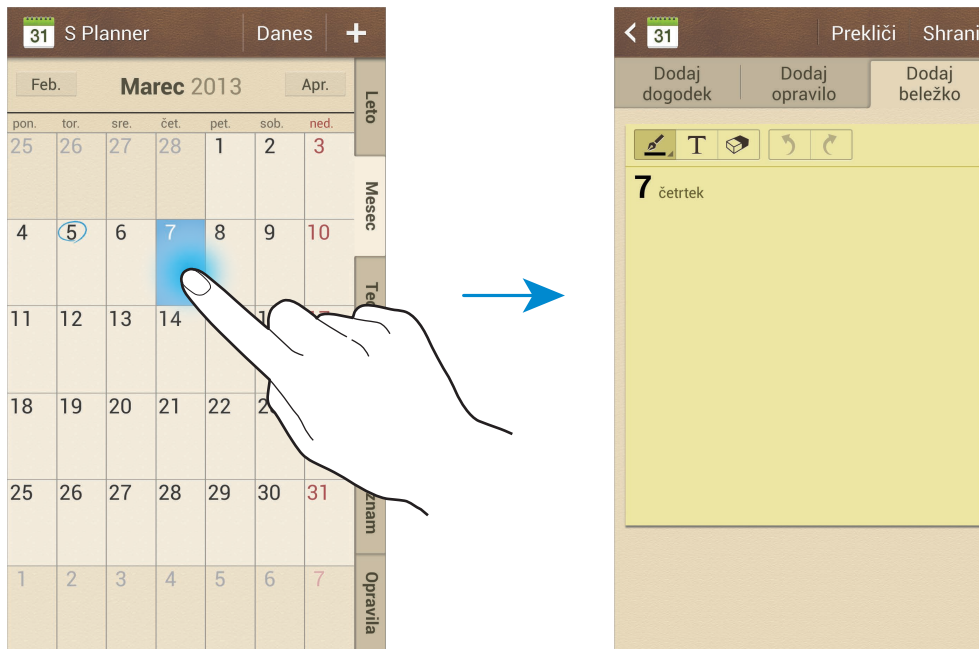 31 S Planner Danes +
Feb. Marec 2013 Apr.
pon. tor. sre. čet. pet. sob. ned.
25 26 27 28 1 2 3
4 5 6 7 8 9 10
11 12 13 14
18 19 20 21 22
25 26 27 28 29 30 31
1 2 3 4 5 6 7
Leto
Mesec
Opravila
31 Prekliči Shrani
Dodaj dogodek
Dodaj opravilo
Dodaj beležko
T
7 četrtek